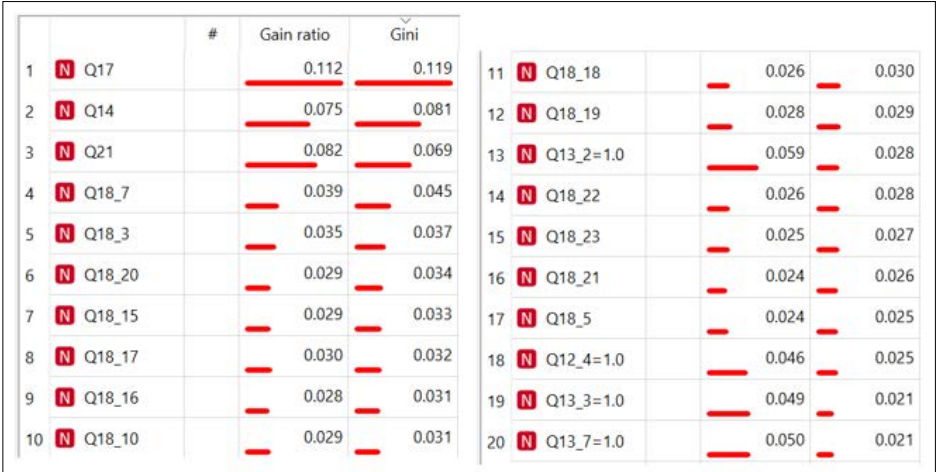 # Gain ratio Gini
1 N Q17 0.112 0.119
2 N Q14 0.075 0.081
3 N Q21 0.082 0.069
4 N Q18_7 0.039 0.045
5 N Q18_3 0.035 0.037
6 N Q18_20 0.029 0.034
7 N Q18_15 0.029 0.033
8 N Q18_17 0.030 0.032
9 N Q18_16 0.028 0.031
10 N Q18_10 0.029 0.031
11 N Q18_18 0.026 0.030
12 N Q18_19 0.028 0.029
13 N Q13_2=1.0 0.059 0.028
14 N Q18_22 0.026 0.028
15 N Q18_23 0.025 0.027
16 N Q18_21 0.024 0.026
17 N Q18_5 0.024 0.025
18 N Q12_4=1.0 0.046 0.025
19 N Q13_3=1.0 0.049 0.021
20 N Q13_7=1.0 0.050 0.021